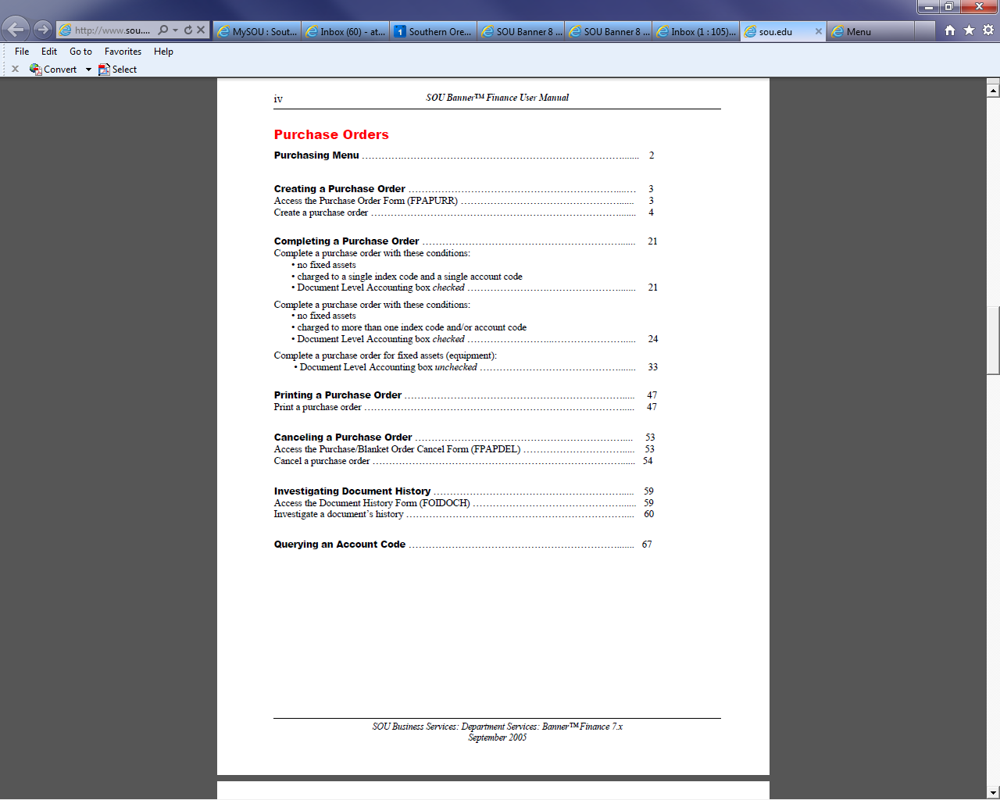 http://www.sou....
MySOU : Sout...
Inbox (60) - at...
Southern Ore...
SOU Banner 8 ...
SOU Banner 8 ...
Inbox (1 : 105)...
sou.edu
Menu
File Edit Go to Favorites Help
Convert Select
iv SOU Banner™ Finance User Manual
Purchase Orders
Purchasing Menu ................................................................ 2
Creating a Purchase Order ................................................................ 3
Access the Purchase Order Form (FPAPURR) ................................................ 3
Create a purchase order ................................................................ 4
Completing a Purchase Order ................................................................ 21
Complete a purchase order with these conditions:
• no fixed assets
• charged to a single index code and a single account code
• Document Level Accounting box checked ................................................ 21
Complete a purchase order with these conditions:
• no fixed assets
• charged to more than one index code and/or account code
• Document Level Accounting box checked ................................................ 24
Complete a purchase order for fixed assets (equipment):
• Document Level Accounting box unchecked ................................................ 33
Printing a Purchase Order ................................................................ 47
Print a purchase order ................................................................ 47
Canceling a Purchase Order ................................................................ 53
Access the Purchase/Blanket Order Cancel Form (FPAPDEL) ................................ 53
Cancel a purchase order ................................................................ 54
Investigating Document History ................................................................ 59
Access the Document History Form (FOIDOCH) ................................................ 59
Investigate a document's history ................................................................ 60
Querying an Account Code ................................................................ 67
SOU Business Services: Department Services: Banner™ Finance 7.x
September 2005